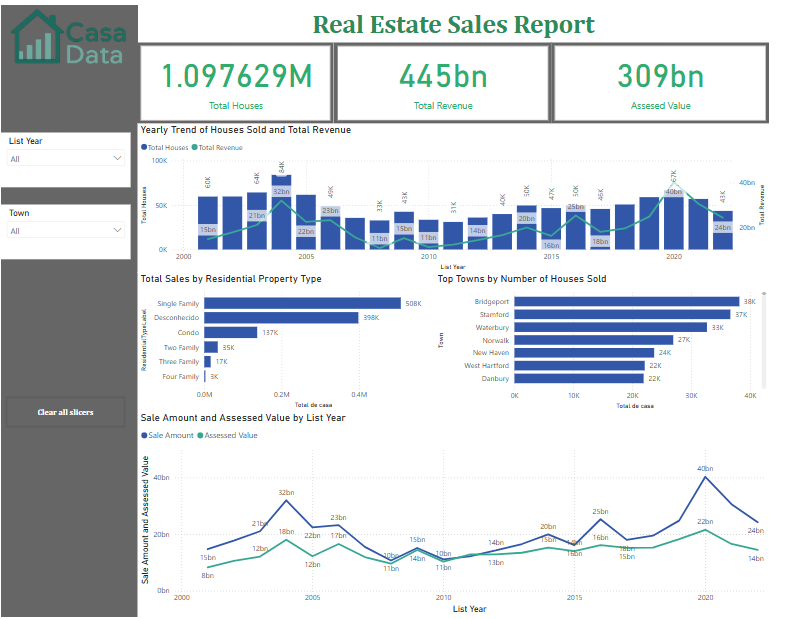 Casa
Data
Real Estate Sales Report
1.097629M
Total Houses
445bn
Total Revenue
309bn
Assesed Value
List Year
All
Town
All
Clear all slicers
Yearly Trend of Houses Sold and Total Revenue
Total Houses Total Revenue
Total Houses
100K
50K
0K
60K 64K 84K 49K 33K 43K 31K 40K 50K 47K 50K 46K 67K 43K
15bn 21bn 32bn 22bn 23bn 11bn 15bn 11bn 14bn 20bn 16bn 25bn 18bn 40bn 24bn
40bn
20bn
Total Revenue
2000 2005 2010 2015 2020
List Year
Total Sales by Residential Property Type
ResidentialTypeLabel
Single Family 508K
Desconhecido 398K
Condo 137K
Two Family 35K
Three Family 17K
Four Family 3K
0.0M 0.2M 0.4M
Total de casa
Top Towns by Number of Houses Sold
Town
Bridgeport 38K
Stamford 37K
Waterbury 33K
Norwalk 27K
New Haven 24K
West Hartford 22K
Danbury 22K
0K 10K 20K 30K 40K
Total de casa
Sale Amount and Assessed Value by List Year
Sale Amount Assessed Value
Sale Amount and Assessed Value
40bn
20bn
0bn
15bn 21bn 32bn 22bn 23bn 10bn 15bn 10bn 14bn 20bn 25bn 40bn 24bn
8bn 12bn 18bn 12bn 16bn 11bn 14bn 11bn 13bn 15bn 16bn 16bn 15bn 22bn 14bn
2000 2005 2010 2015 2020
List Year